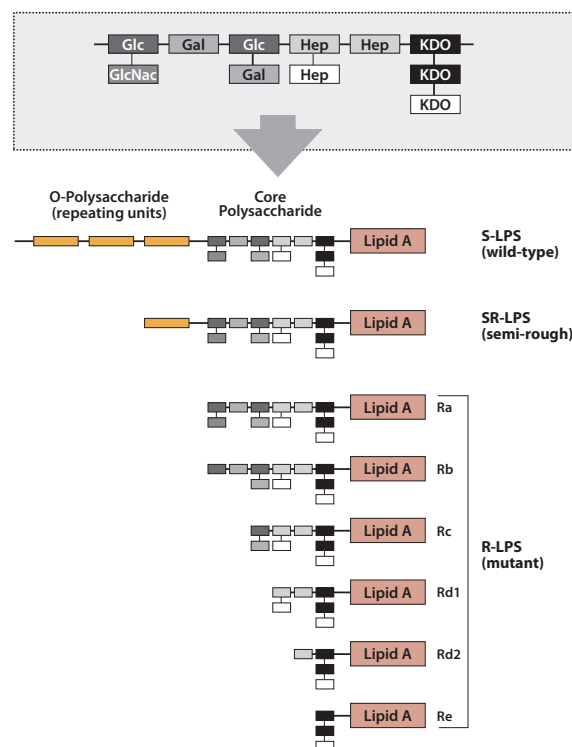 Glc Gal Glc Hep Hep KDO
GlcNac Gal Hep KDO
KDO
O-Polysaccharide
(repeating units)
Core
Polysaccharide
Lipid A
S-LPS
(wild-type)
Lipid A
SR-LPS
(semi-rough)
Lipid A Ra
Lipid A Rb
Lipid A Rc
R-LPS
(mutant)
Lipid A Rd1
Lipid A Rd2
Lipid A Re